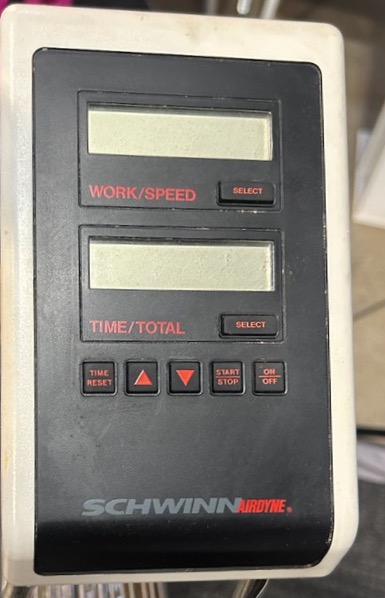 WORK/SPEED
SELECT
TIME/TOTAL
SELECT
TIME
RESET
START
STOP
ON
OFF
SCHWINN AIRDYNE®